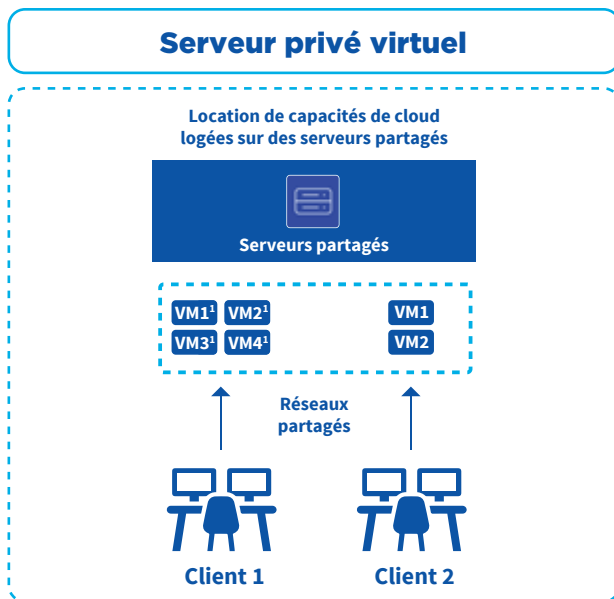 Serveur privé virtuel
Location de capacités de cloud
logées sur des serveurs partagés
Serveurs partagés
VM1¹ VM2¹ VM1
VM3¹ VM4¹ VM2
Réseaux
partagés
Client 1 Client 2